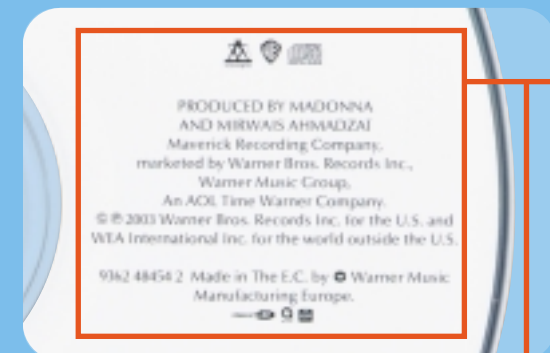 PRODUCED BY MADONNA
AND MIRWAIS AHMADZAÏ
Maverick Recording Company,
marketed by Warner Bros. Records Inc.,
Warner Music Group,
An AOL Time Warner Company.
© ℗ 2003 Warner Bros. Records Inc. for the U.S. and
WEA International Inc. for the world outside the U.S.
9362 48454 2 Made in The E.C. by Warner Music
Manufacturing Europe.